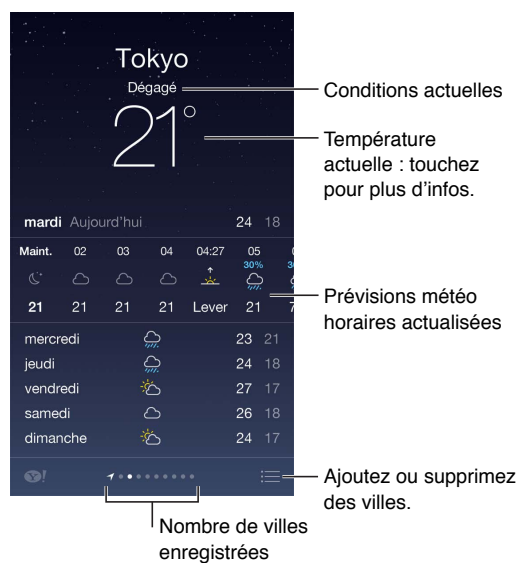 Tokyo
Dégagé
21°
Conditions actuelles
Température
actuelle : touchez
pour plus d'infos.
mardi Aujourd'hui 24 18
Maint. 02 03 04 04:27 05
30%
21 21 21 21 Lever 21
Prévisions météo
horaires actualisées
mercredi 23 21
jeudi 24 18
vendredi 27 17
samedi 26 18
dimanche 24 17
Y!
Ajoutez ou supprimez
des villes.
Nombre de villes
enregistrées